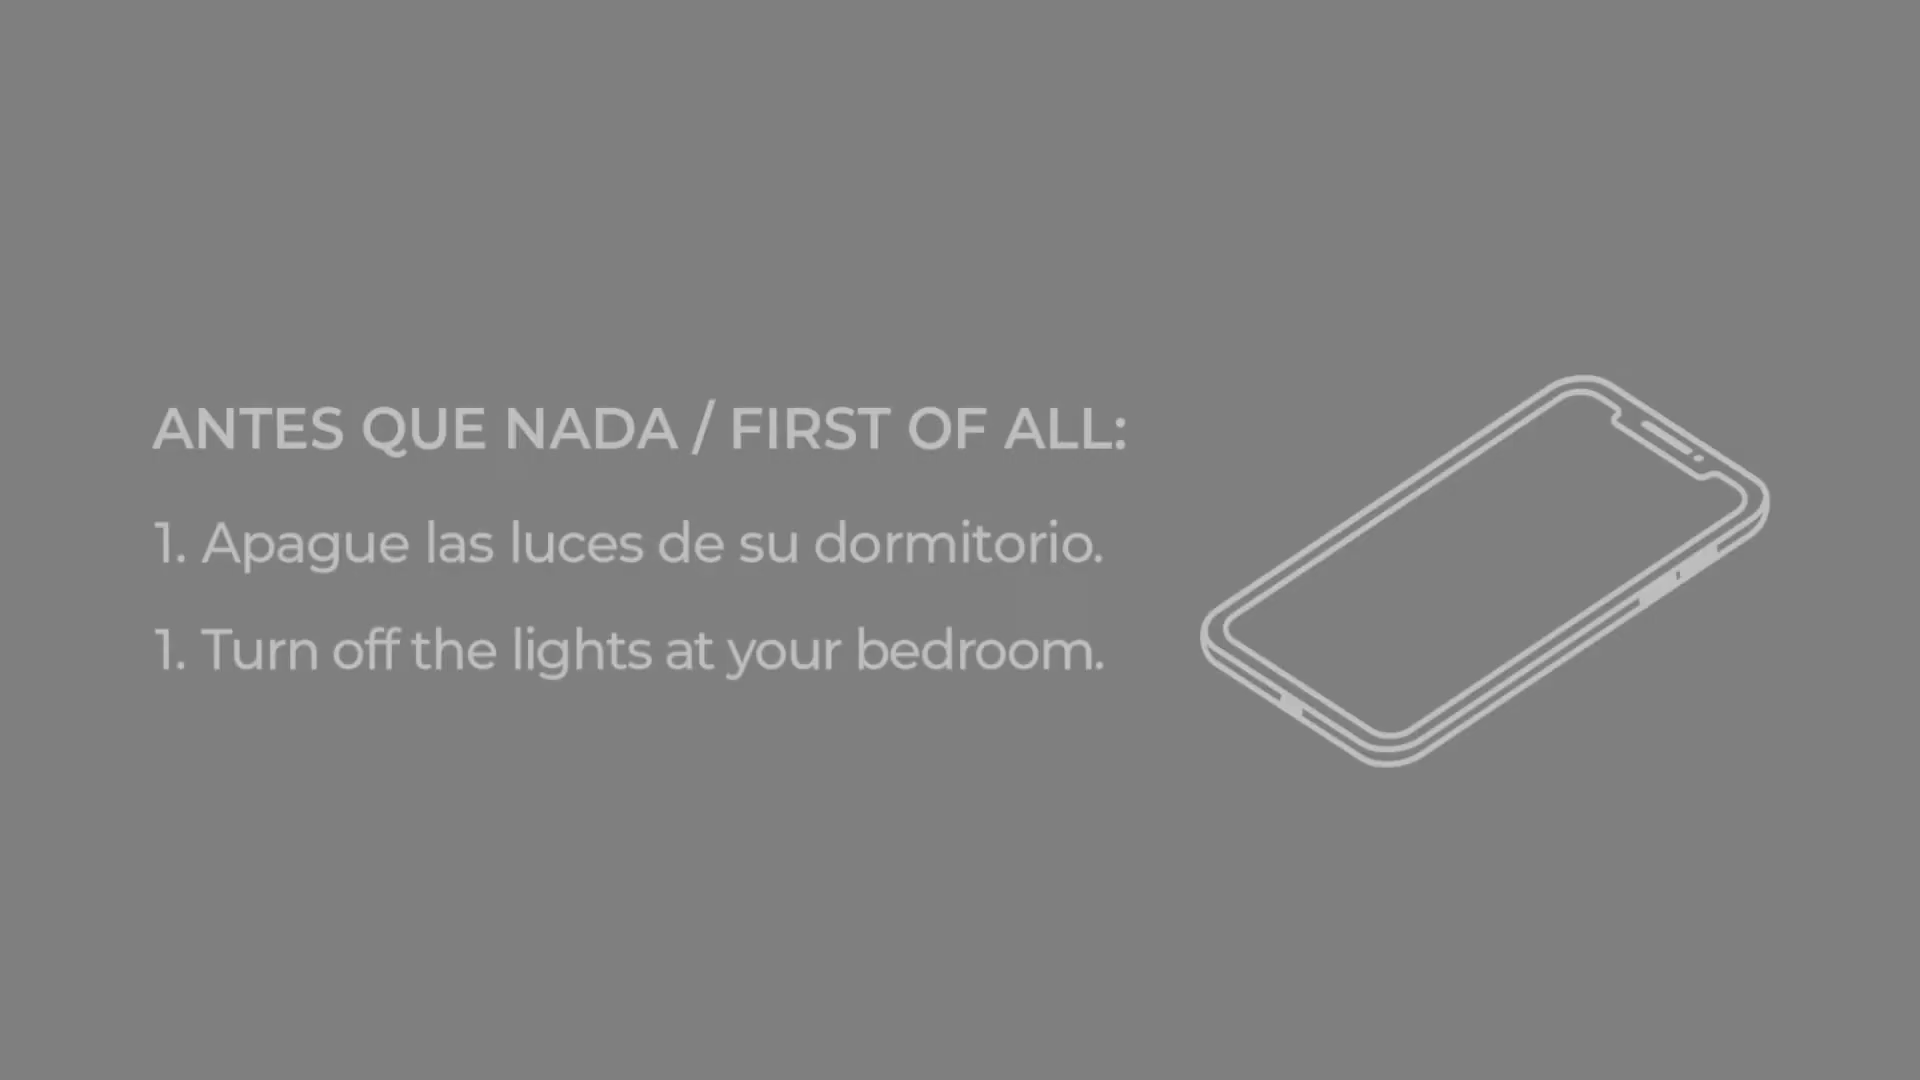 ANTES QUE NADA / FIRST OF ALL:
1. Apague las luces de su dormitorio.
1. Turn off the lights at your bedroom.